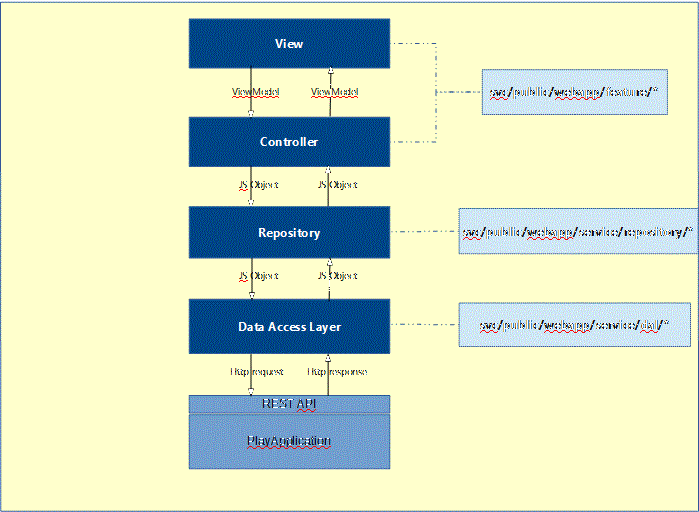 View
ViewModel ViewModel
src/public/webapp/feature/*
Controller
JS Object JS Object
Repository
src/public/webapp/service/repository/*
JS Object JS Object
Data Access Layer
src/public/webapp/service/dal/*
Http request Http response
REST API
PlayApplication